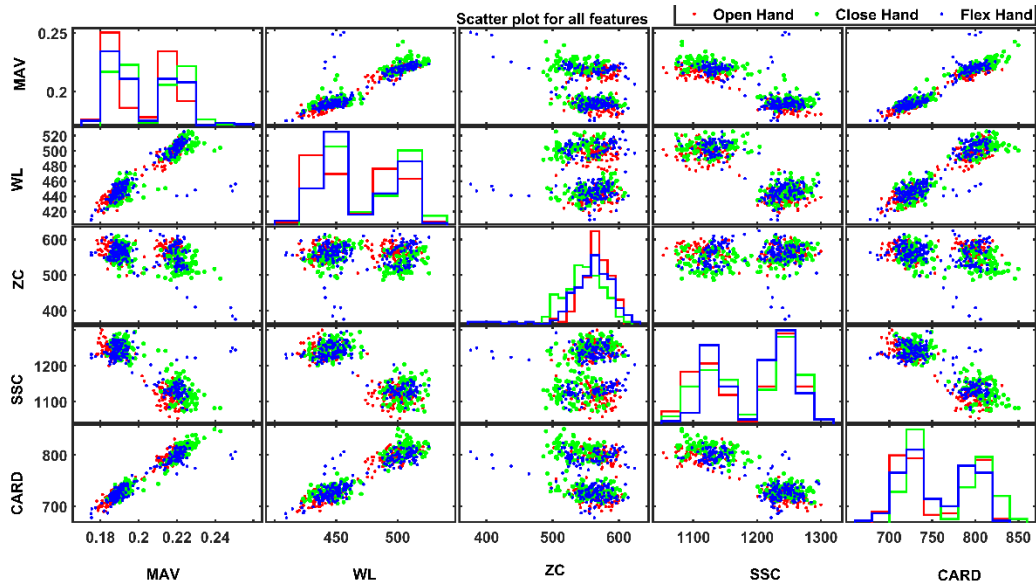 Scatter plot for all features
Open Hand Close Hand Flex Hand
MAV
0.25
0.2
WL
520
500
480
460
440
420
ZC
600
500
400
SSC
1200
1100
CARD
800
700
0.18 0.2 0.22 0.24
450 500
400 500 600
1100 1200 1300
700 750 800 850
MAV WL ZC SSC CARD